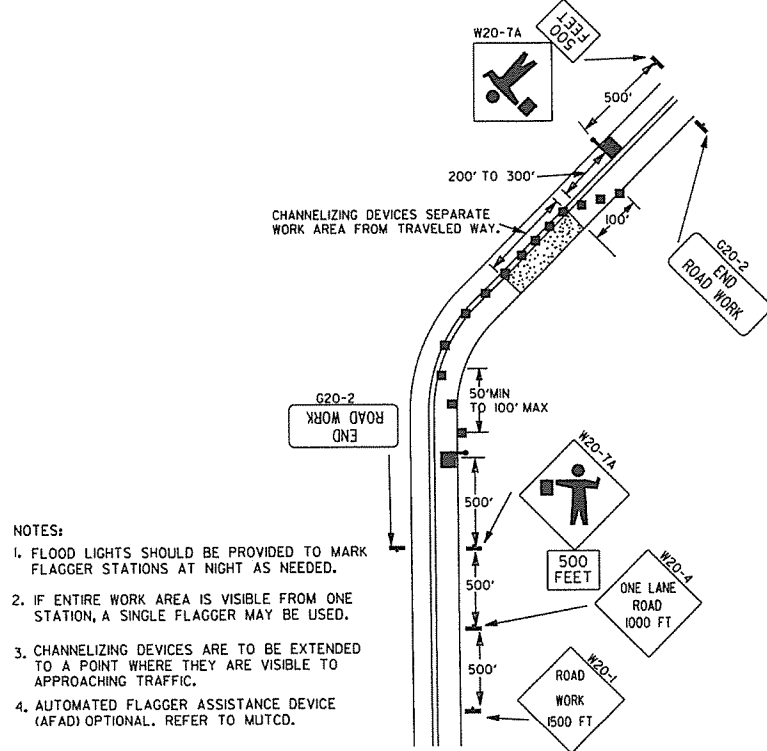 W20-7A
500
FEET
500'
200' TO 300'
CHANNELIZING DEVICES SEPARATE
WORK AREA FROM TRAVELED WAY.
100'
G20-2
END
ROAD WORK
50'MIN
TO 100' MAX
G20-2
END
ROAD WORK
W20-7A
500'
500
FEET
500'
W20-4
ONE LANE
ROAD
1000 FT
500'
W20-1
ROAD
WORK
1500 FT
NOTES:
1. FLOOD LIGHTS SHOULD BE PROVIDED TO MARK
FLAGGER STATIONS AT NIGHT AS NEEDED.
2. IF ENTIRE WORK AREA IS VISIBLE FROM ONE
STATION, A SINGLE FLAGGER MAY BE USED.
3. CHANNELIZING DEVICES ARE TO BE EXTENDED
TO A POINT WHERE THEY ARE VISIBLE TO
APPROACHING TRAFFIC.
4. AUTOMATED FLAGGER ASSISTANCE DEVICE
(AFAD) OPTIONAL. REFER TO MUTCD.